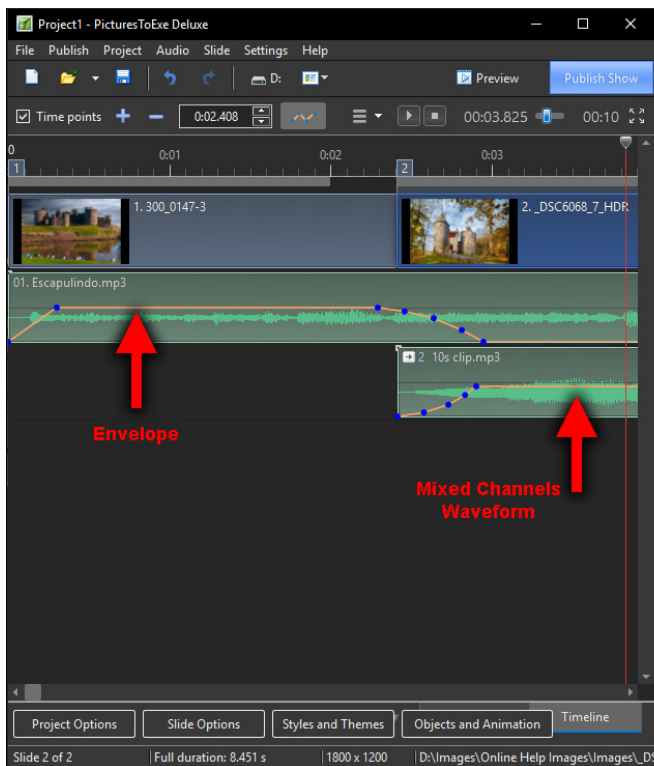 Project1 - PicturesToExe Deluxe
File Publish Project Audio Slide Settings Help
D: Preview Publish Show
Time points 0:02.408 00:03.825 00:10
0 0:01 0:02 0:03
1 2
1. 300_0147-3 2. _DSC6068_7_HDR
01. Escapulindo.mp3
2 10s clip.mp3
Envelope
Mixed Channels
Waveform
Timeline
Project Options Slide Options Styles and Themes Objects and Animation
Slide 2 of 2 Full duration: 8.451 s 1800 x 1200 D:\Images\Online Help Images\Images\_DS